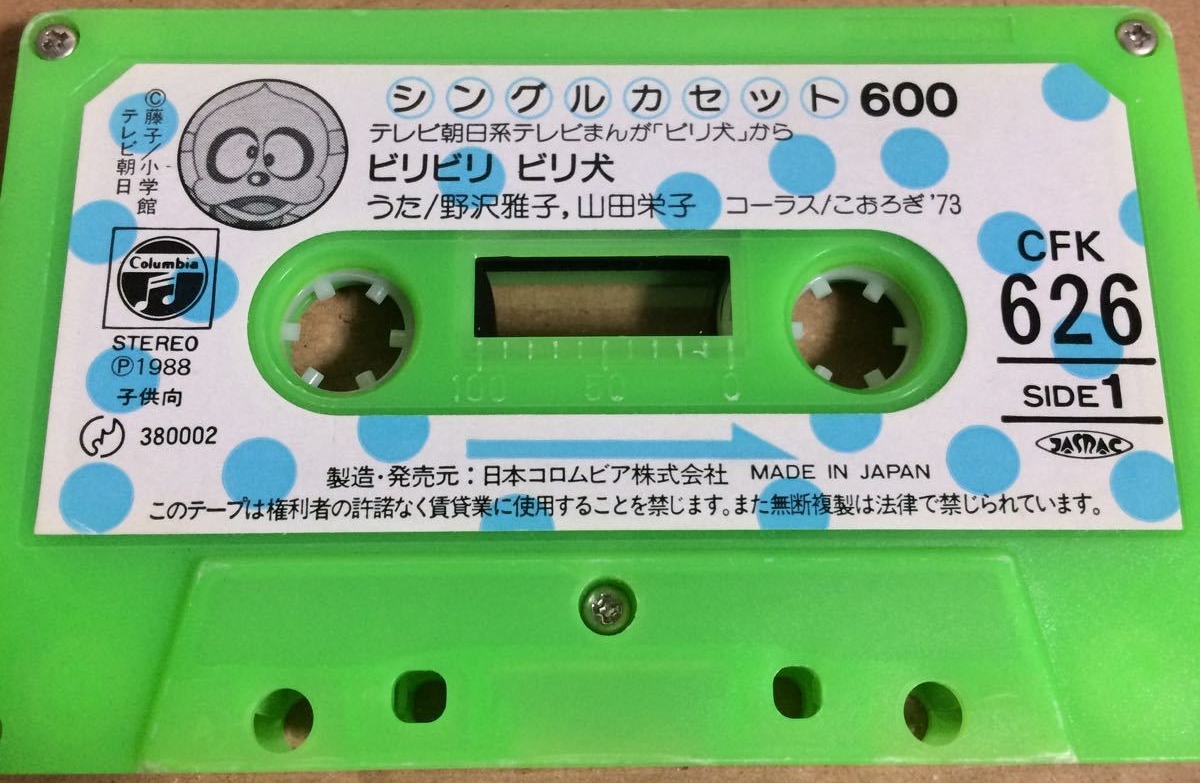 シングルカセット600
テレビ朝日系テレビまんが「ビリ犬」から
ビリビリ ビリ犬
うた/野沢雅子,山田栄子 コーラス/こおろぎ'73
©藤子/小学館
テレビ朝日
Columbia
STEREO
Ⓟ1988
子供向
380002
CFK
626
SIDE1
JASRAC
100 50 0
製造・発売元:日本コロムビア株式会社 MADE IN JAPAN
このテープは権利者の許諾なく賃貸業に使用することを禁じます。また無断複製は法律で禁じられています。